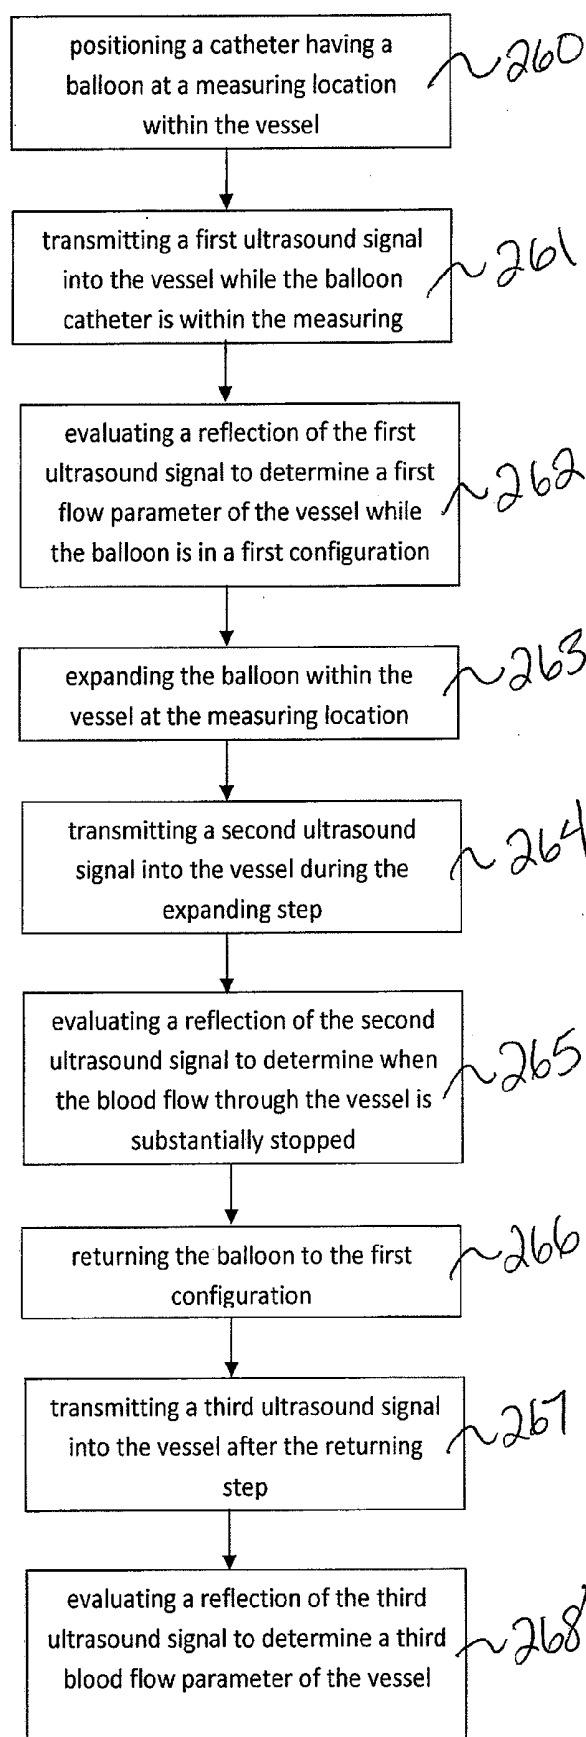 positioning a catheter having a
balloon at a measuring location
within the vessel
260
transmitting a first ultrasound signal
into the vessel while the balloon
catheter is within the measuring
261
evaluating a reflection of the first
ultrasound signal to determine a first
flow parameter of the vessel while
the balloon is in a first configuration
262
expanding the balloon within the
vessel at the measuring location
263
transmitting a second ultrasound
signal into the vessel during the
expanding step
264
evaluating a reflection of the second
ultrasound signal to determine when
the blood flow through the vessel is
substantially stopped
265
returning the balloon to the first
configuration
266
transmitting a third ultrasound signal
into the vessel after the returning
step
267
evaluating a reflection of the third
ultrasound signal to determine a third
blood flow parameter of the vessel
268